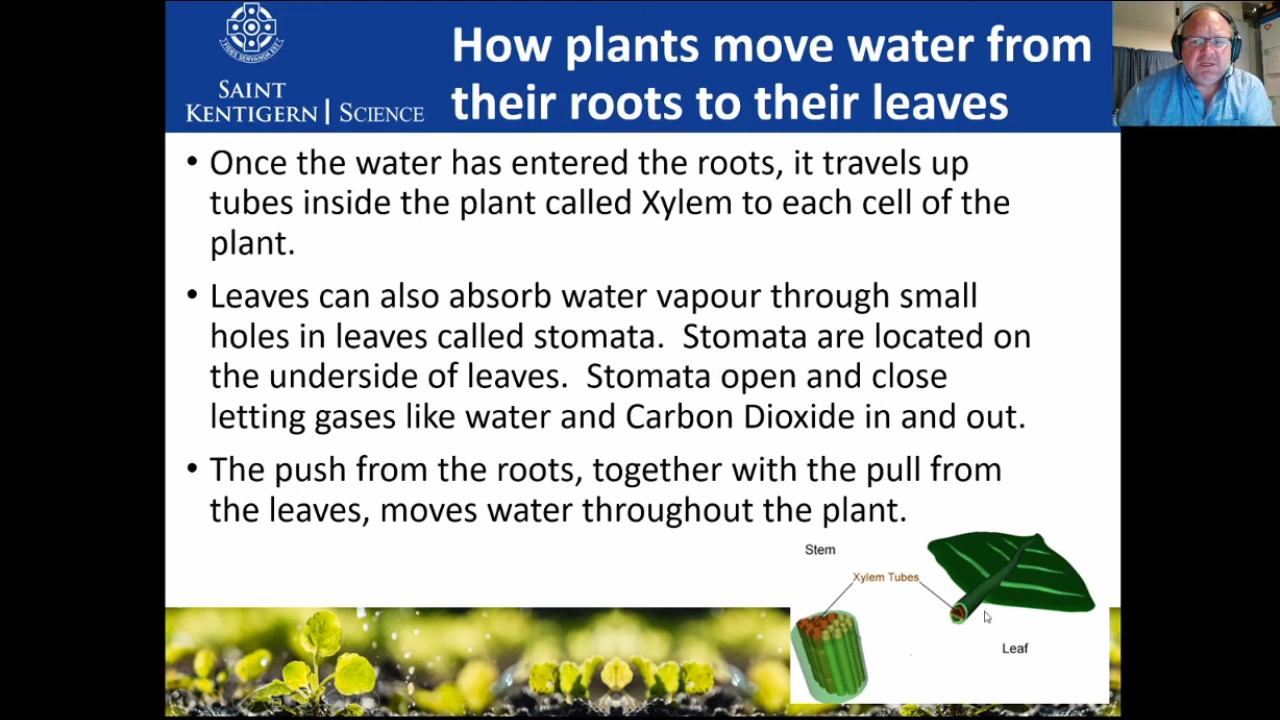 FIDES SERVANDA EST
SAINT
KENTIGERN | SCIENCE
How plants move water from
their roots to their leaves
• Once the water has entered the roots, it travels up
tubes inside the plant called Xylem to each cell of the
plant.
• Leaves can also absorb water vapour through small
holes in leaves called stomata.  Stomata are located on
the underside of leaves.  Stomata open and close
letting gases like water and Carbon Dioxide in and out.
• The push from the roots, together with the pull from
the leaves, moves water throughout the plant.
Stem
Xylem Tubes
Leaf